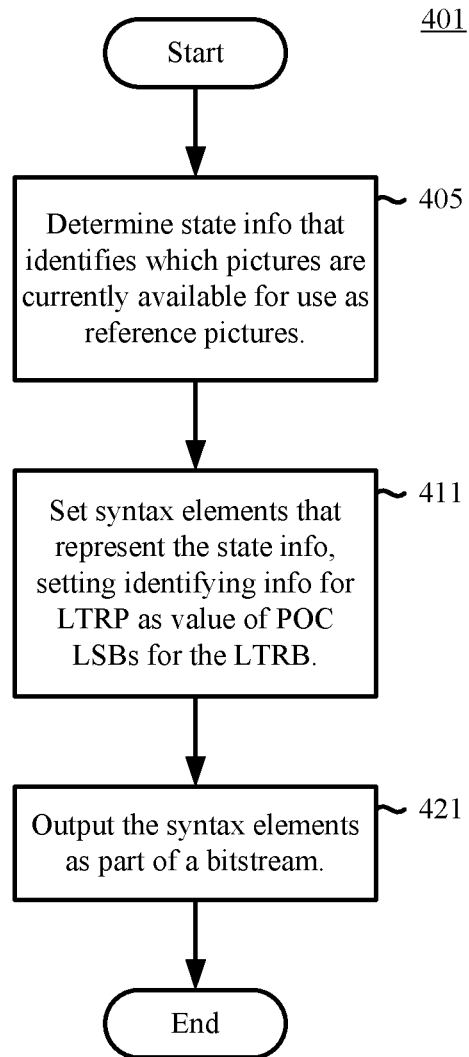 401
Start
405
Determine state info that
identifies which pictures are
currently available for use as
reference pictures.
411
Set syntax elements that
represent the state info,
setting identifying info for
LTRP as value of POC
LSBs for the LTRB.
421
Output the syntax elements
as part of a bitstream.
End